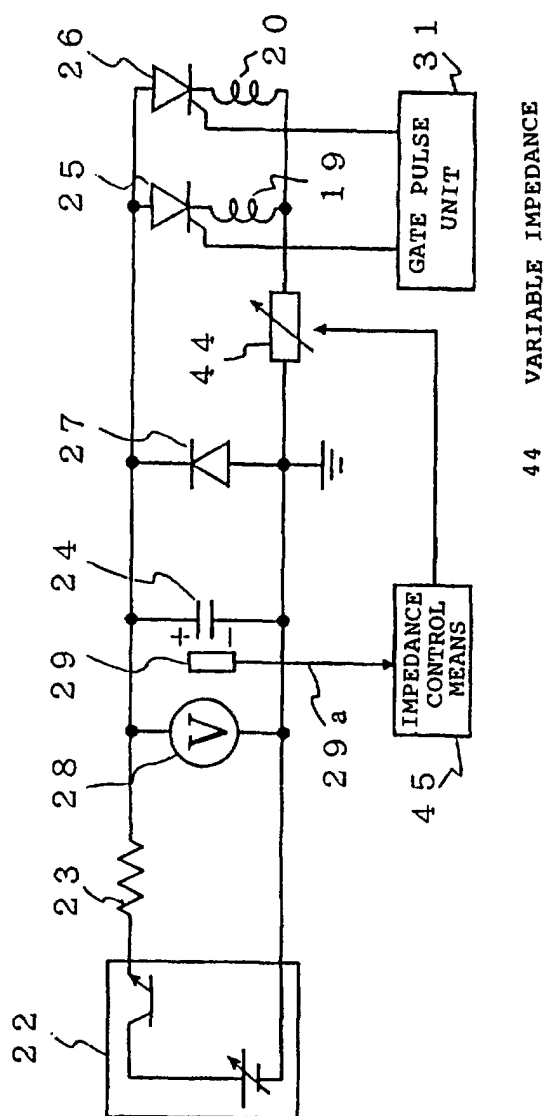 22
23
28
29
24
27
44
25
19
26
20
+
−
V
29a
45
IMPEDANCE
CONTROL
MEANS
GATE PULSE
UNIT
31
44 VARIABLE IMPEDANCE